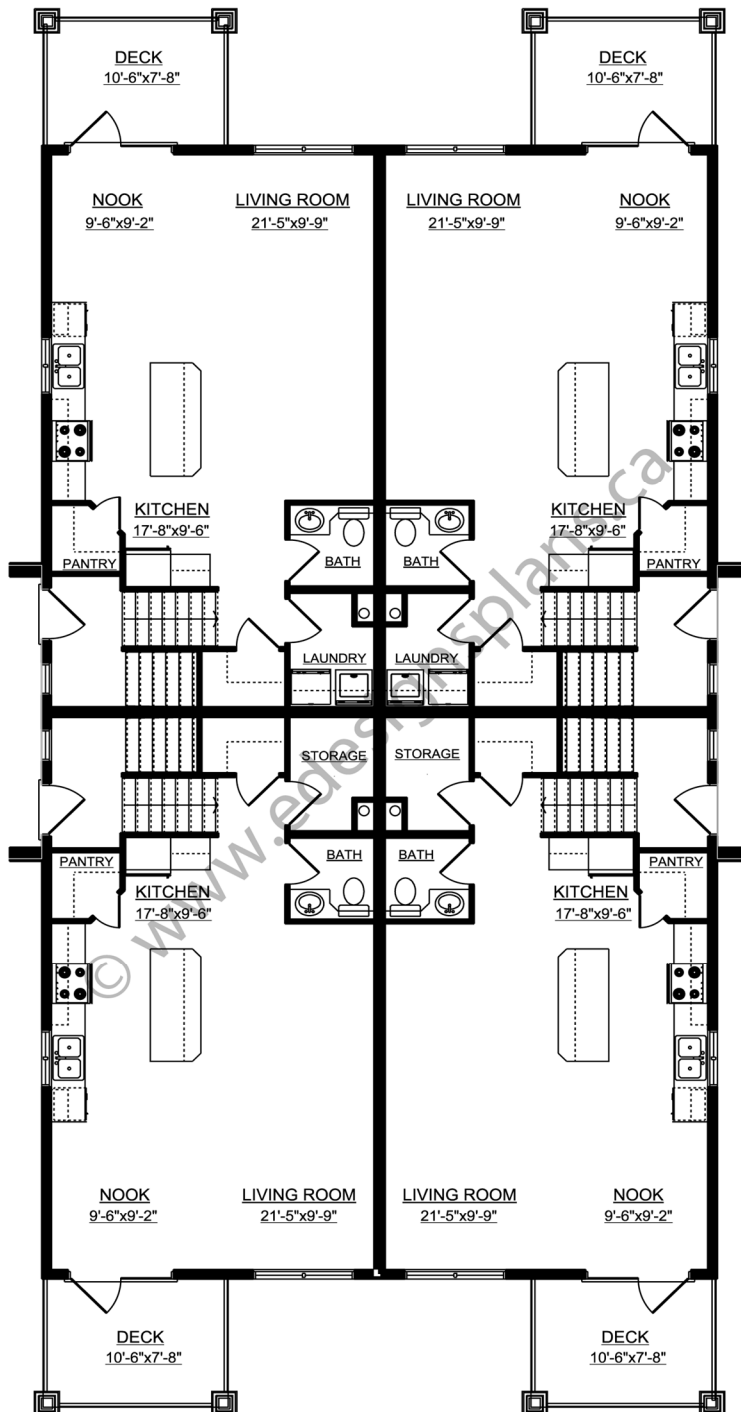 DECK
10'-6"x7'-8"
DECK
10'-6"x7'-8"
NOOK
9'-6"x9'-2"
LIVING ROOM
21'-5"x9'-9"
LIVING ROOM
21'-5"x9'-9"
NOOK
9'-6"x9'-2"
KITCHEN
17'-8"x9'-6"
KITCHEN
17'-8"x9'-6"
PANTRY
BATH
BATH
PANTRY
LAUNDRY
LAUNDRY
STORAGE
STORAGE
PANTRY
BATH
BATH
PANTRY
KITCHEN
17'-8"x9'-6"
KITCHEN
17'-8"x9'-6"
© www.edesignsplans.ca
NOOK
9'-6"x9'-2"
LIVING ROOM
21'-5"x9'-9"
LIVING ROOM
21'-5"x9'-9"
NOOK
9'-6"x9'-2"
DECK
10'-6"x7'-8"
DECK
10'-6"x7'-8"